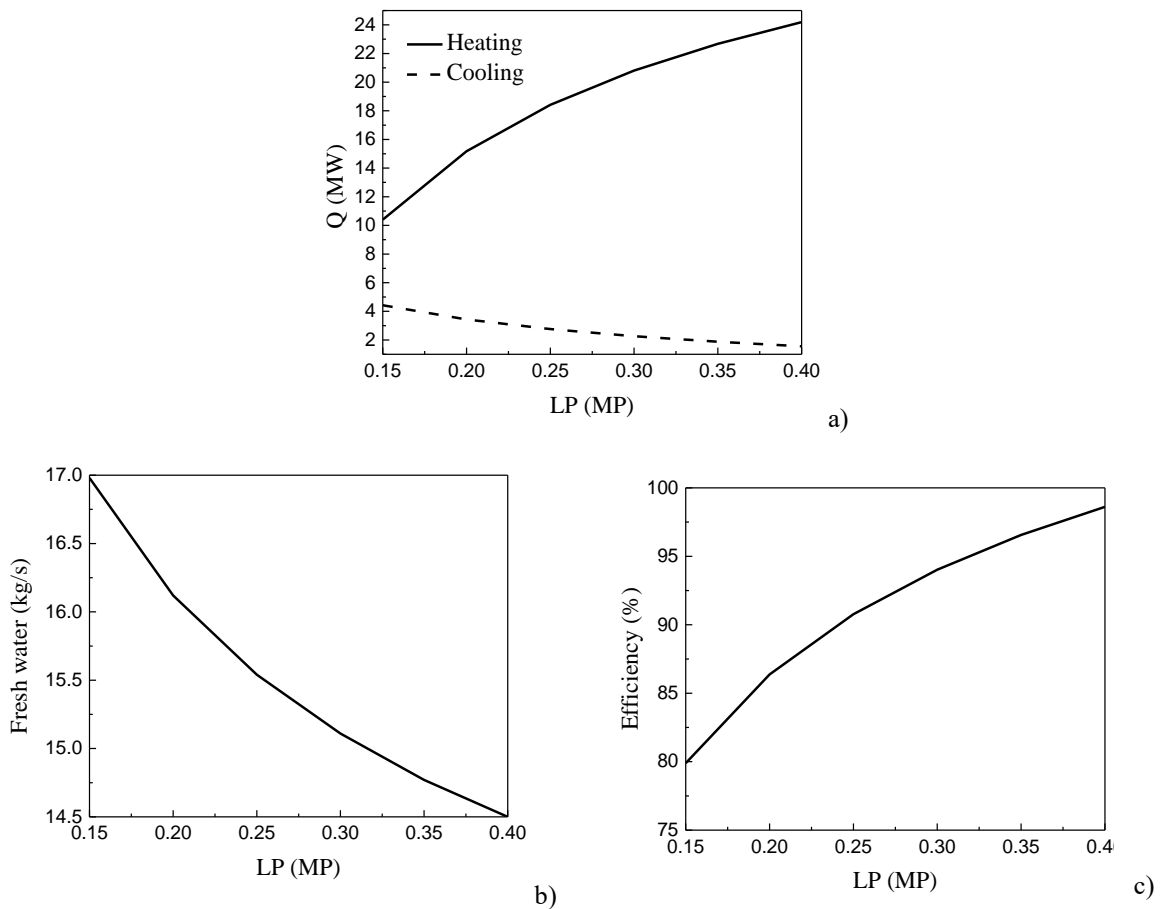 24
22
20
18
16
14
12
10
8
6
4
2
Q (MW)
Heating
Cooling
0.15 0.20 0.25 0.30 0.35 0.40
LP (MP)
a)
17.0
16.5
16.0
15.5
15.0
14.5
Fresh water (kg/s)
0.15 0.20 0.25 0.30 0.35 0.40
LP (MP)
b)
100
95
90
85
80
75
Efficiency (%)
0.15 0.20 0.25 0.30 0.35 0.4
LP (MP)
c)